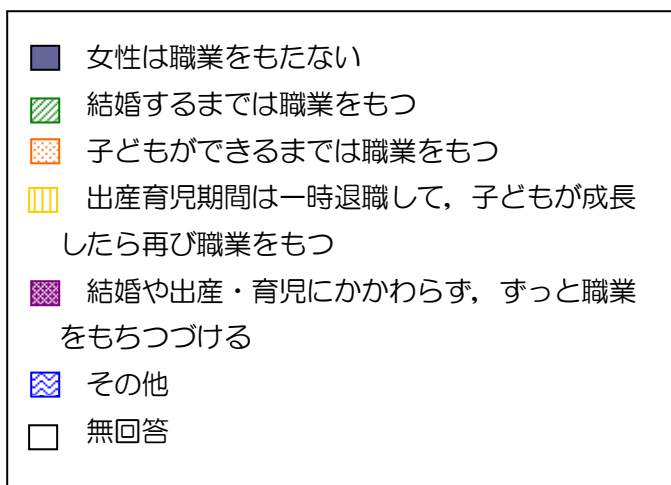 女性は職業をもたない
結婚するまでは職業をもつ
子どもができるまでは職業をもつ
出産育児期間は一時退職して，子どもが成長
したら再び職業をもつ
結婚や出産・育児にかかわらず，ずっと職業
をもちつづける
その他
無回答